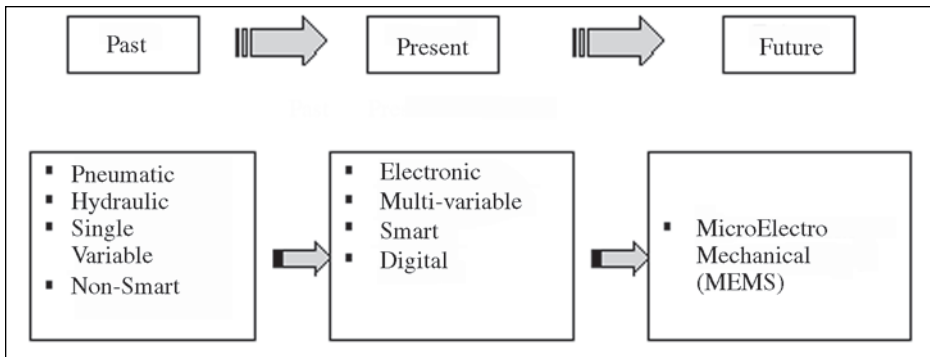 Past
Present
Future
▪ Pneumatic
▪ Hydraulic
▪ Single
Variable
▪ Non-Smart
▪ Electronic
▪ Multi-variable
▪ Smart
▪ Digital
▪ MicroElectro
Mechanical
(MEMS)